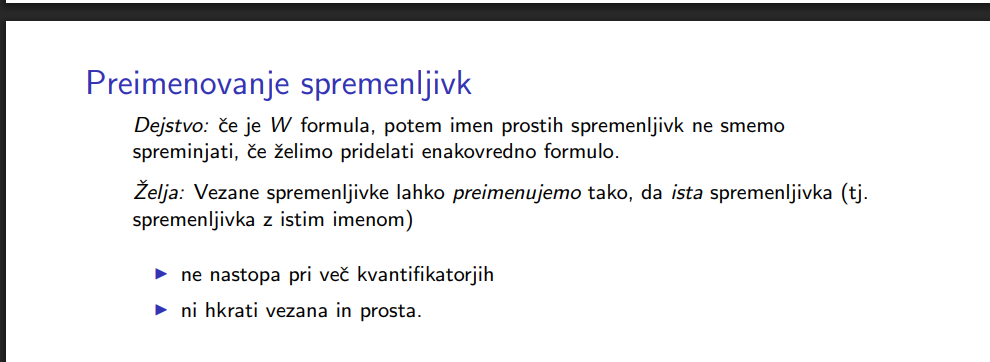 Preimenovanje spremenljivk
Dejstvo: če je W formula, potem imen prostih spremenljivk ne smemo
spreminjati, če želimo pridelati enakovredno formulo.
Želja: Vezane spremenljivke lahko preimenujemo tako, da ista spremenljivka (tj.
spremenljivka z istim imenom)
▶ ne nastopa pri več kvantifikatorjih
▶ ni hkrati vezana in prosta.